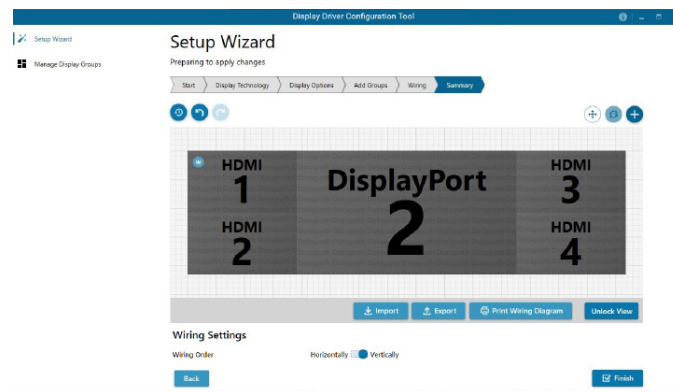 Display Driver Configuration Tool
Setup Wizard
Manage Display Groups
Setup Wizard
Preparing to apply changes
Start Display Technology Display Options Add Groups Wiring Summary
HDMI
1
HDMI
2
DisplayPort
2
HDMI
3
HDMI
4
Import Export Print Wiring Diagram Unlock View
Wiring Settings
Wiring Order Horizontally Vertically
Back Finish